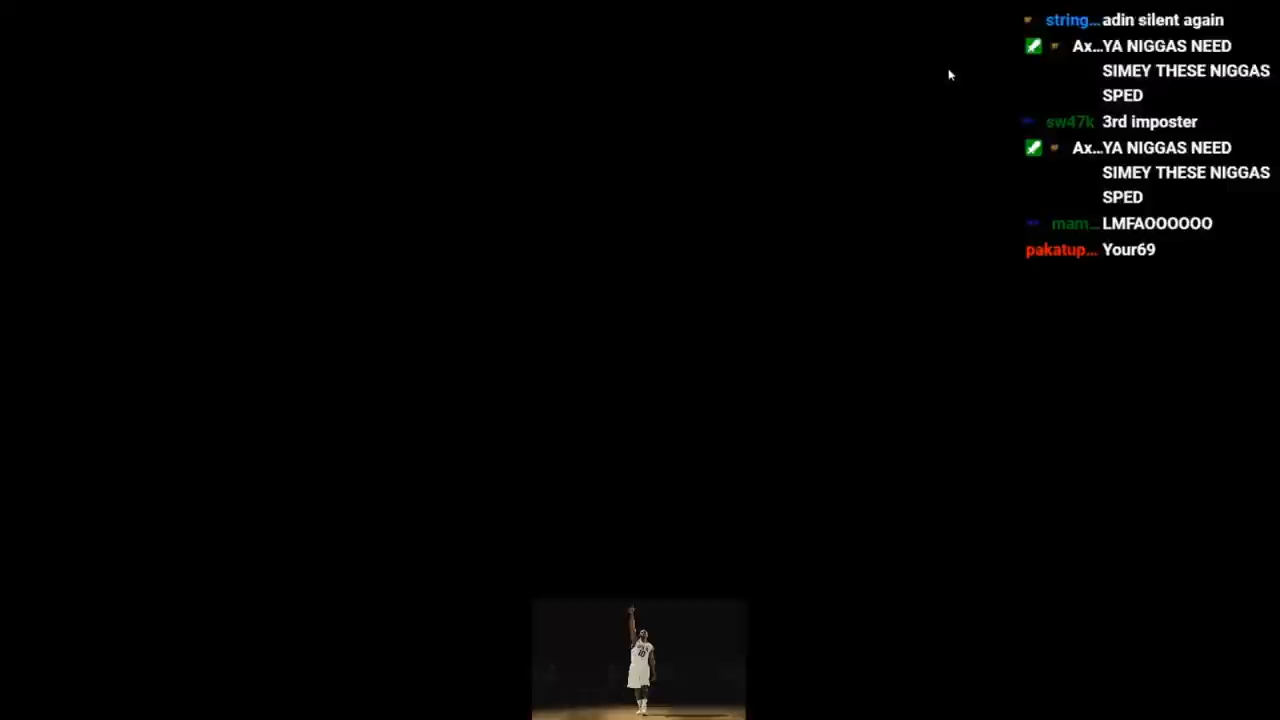 string… adin silent again
Ax… YA NIGGAS NEED
SIMEY THESE NIGGAS
SPED
sw47k 3rd imposter
Ax… YA NIGGAS NEED
SIMEY THESE NIGGAS
SPED
mam… LMFAOOOOOO
pakatup… Your69
10